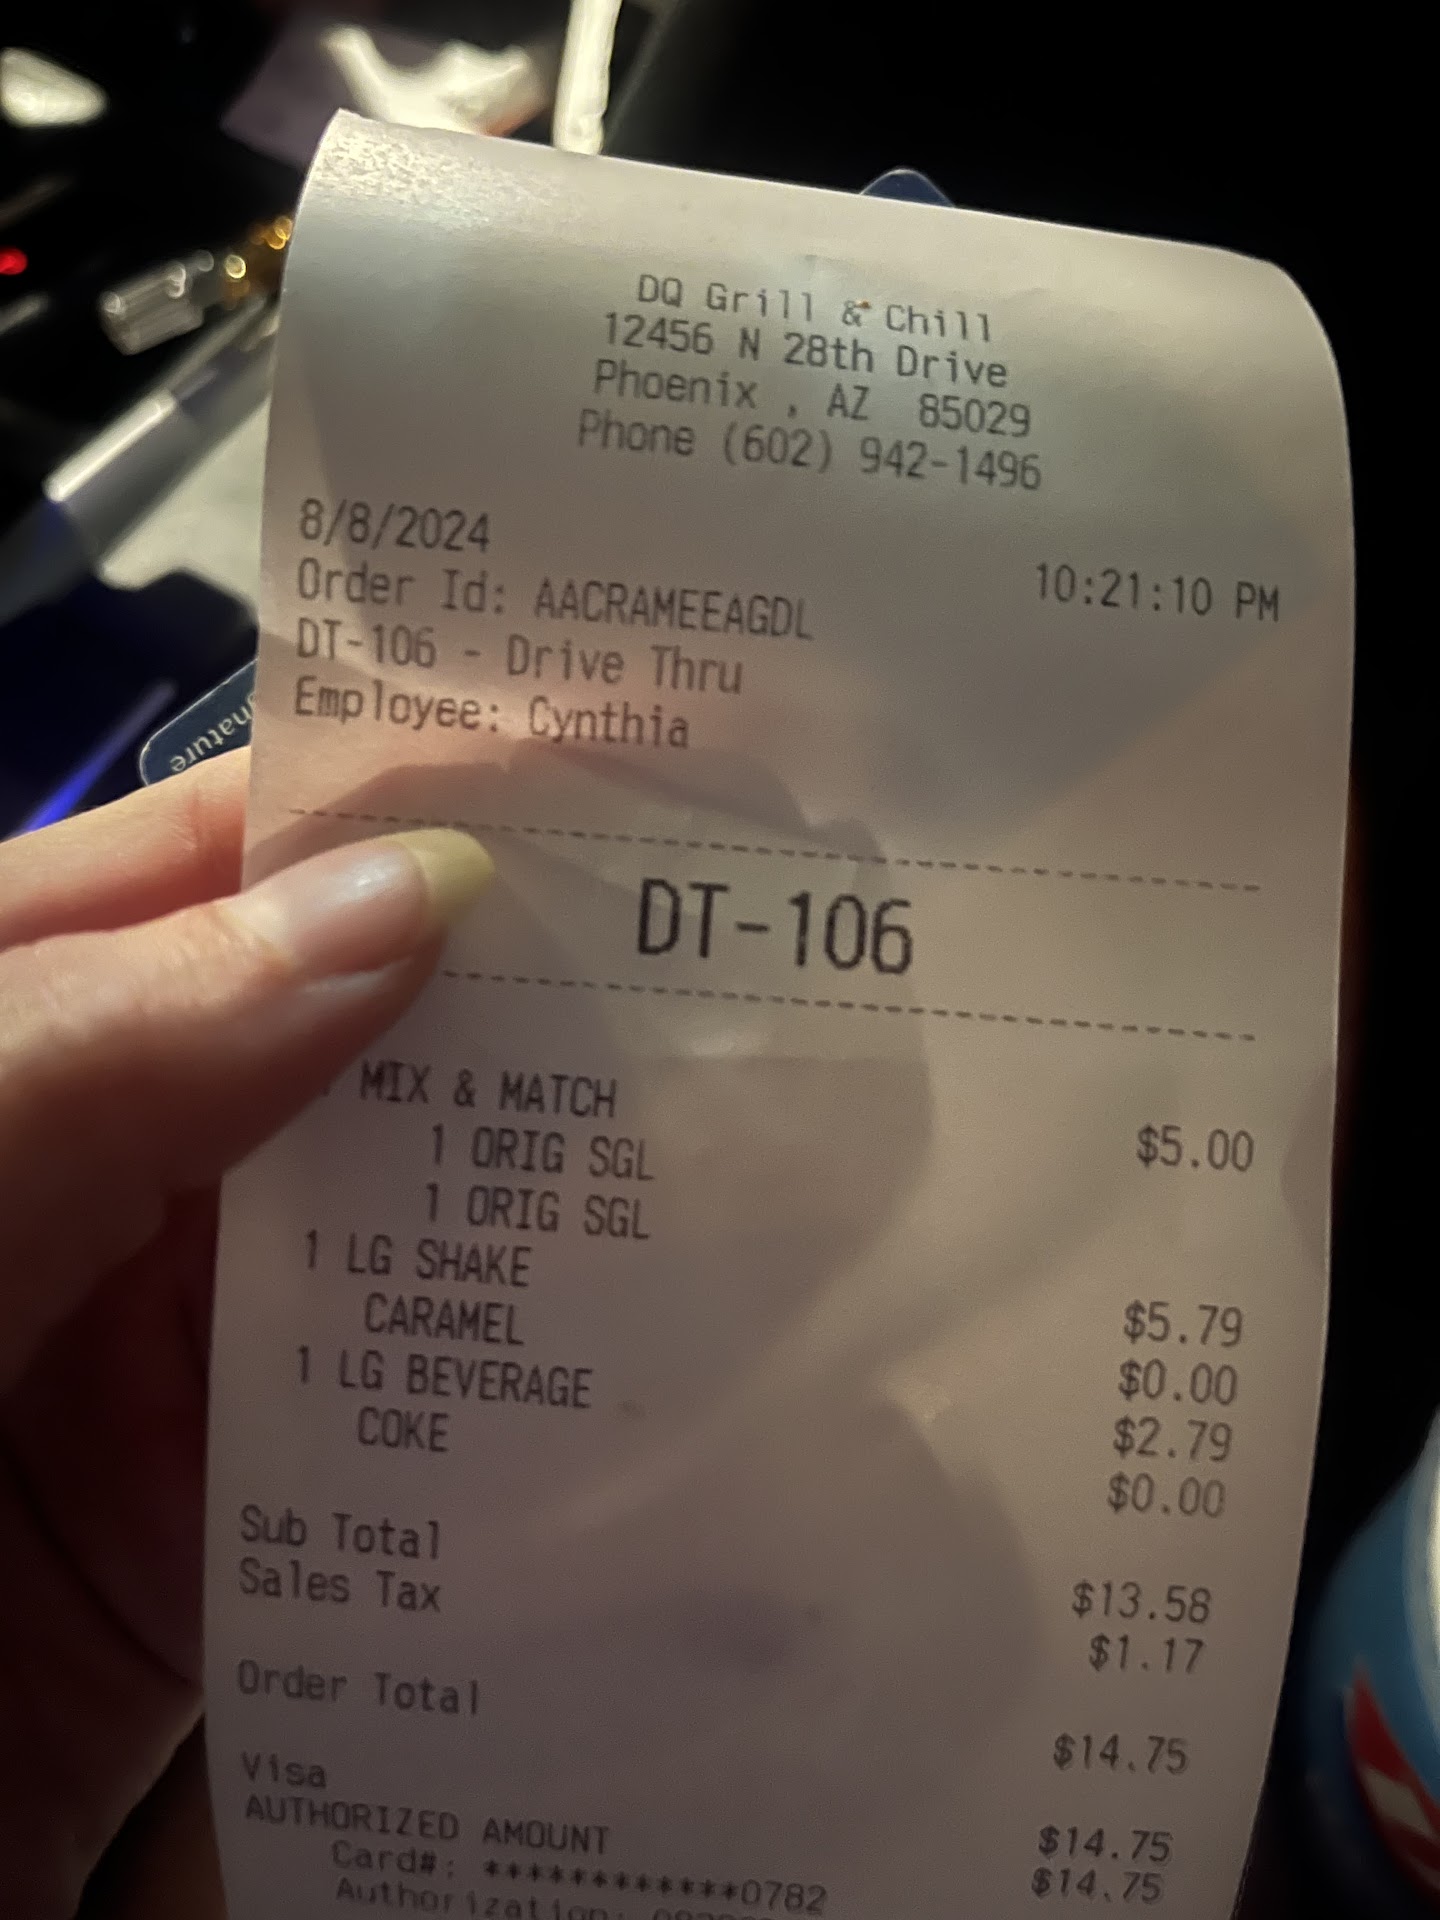 DQ Grill & Chill
12456 N 28th Drive
Phoenix , AZ 85029
Phone (602) 942-1496
8/8/2024 10:21:10 PM
Order Id: AACRAMEEAGDL
DT-106 - Drive Thru
Employee: Cynthia
DT-106
MIX & MATCH $5.00
1 ORIG SGL
1 ORIG SGL
1 LG SHAKE $5.79
CARAMEL $0.00
1 LG BEVERAGE $2.79
COKE $0.00
Sub Total $13.58
Sales Tax $1.17
Order Total $14.75
Visa $14.75
AUTHORIZED AMOUNT $14.75
Card#: ************0782
Authorization:
nature